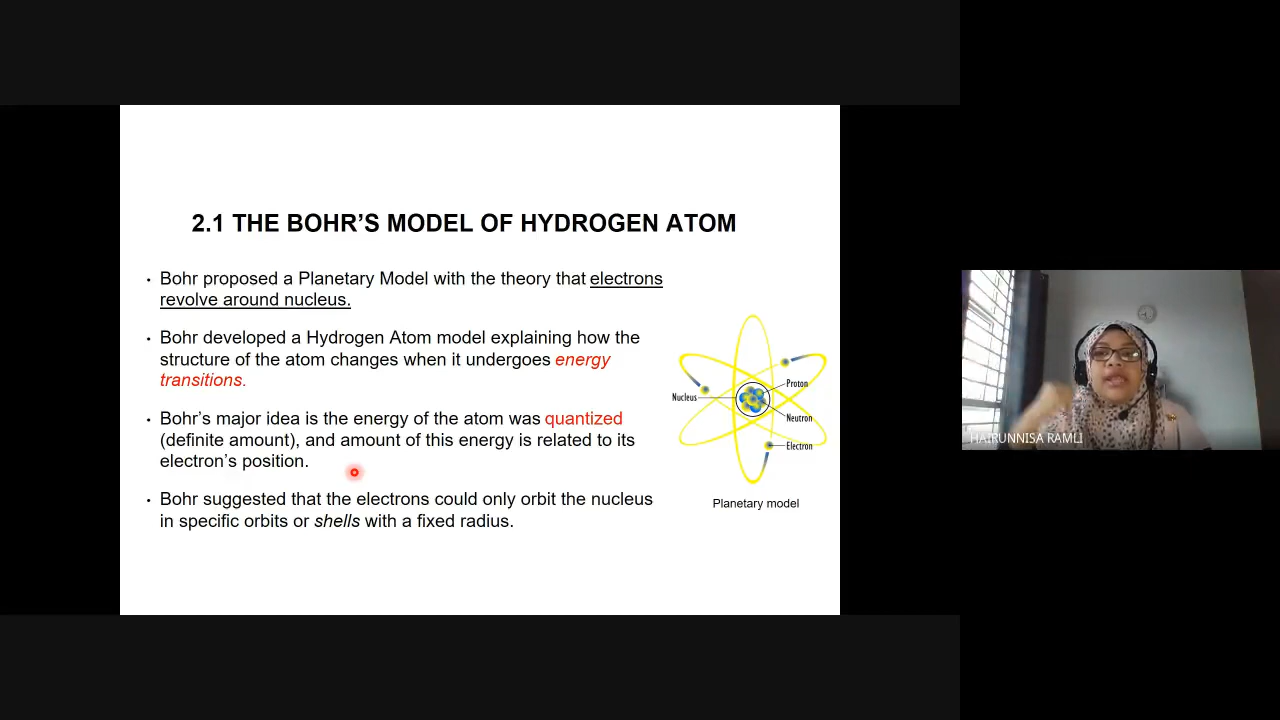 2.1 THE BOHR’S MODEL OF HYDROGEN ATOM
• Bohr proposed a Planetary Model with the theory that electrons
revolve around nucleus.
• Bohr developed a Hydrogen Atom model explaining how the
structure of the atom changes when it undergoes energy
transitions.
• Bohr’s major idea is the energy of the atom was quantized
(definite amount), and amount of this energy is related to its
electron’s position.
• Bohr suggested that the electrons could only orbit the nucleus
in specific orbits or shells with a fixed radius.
Proton
Nucleus
Neutron
Electron
Planetary model
HAIRUNNISA RAMLI